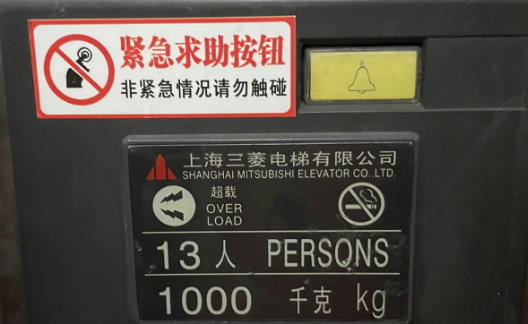 紧急求助按钮
非紧急情况请勿触碰
上海三菱电梯有限公司
SHANGHAI MITSUBISHI ELEVATOR CO.,LTD.
超载
OVER
LOAD
13人 PERSONS
1000 千克 kg